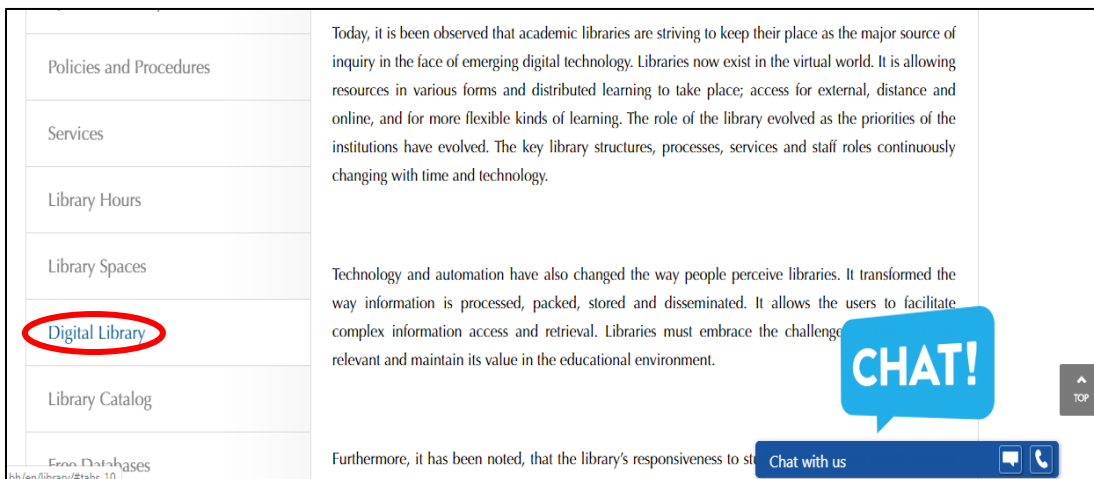 Policies and Procedures
Services
Library Hours
Library Spaces
Digital Library
Library Catalog
Free Databases
Today, it is been observed that academic libraries are striving to keep their place as the major source of
inquiry in the face of emerging digital technology. Libraries now exist in the virtual world. It is allowing
resources in various forms and distributed learning to take place; access for external, distance and
online, and for more flexible kinds of learning. The role of the library evolved as the priorities of the
institutions have evolved. The key library structures, processes, services and staff roles continuously
changing with time and technology.
Technology and automation have also changed the way people perceive libraries. It transformed the
way information is processed, packed, stored and disseminated. It allows the users to facilitate
complex information access and retrieval. Libraries must embrace the challenge
relevant and maintain its value in the educational environment.
Furthermore, it has been noted, that the library's responsiveness to
CHAT!
Chat with us
TOP
bh/en/library/#tabs_10